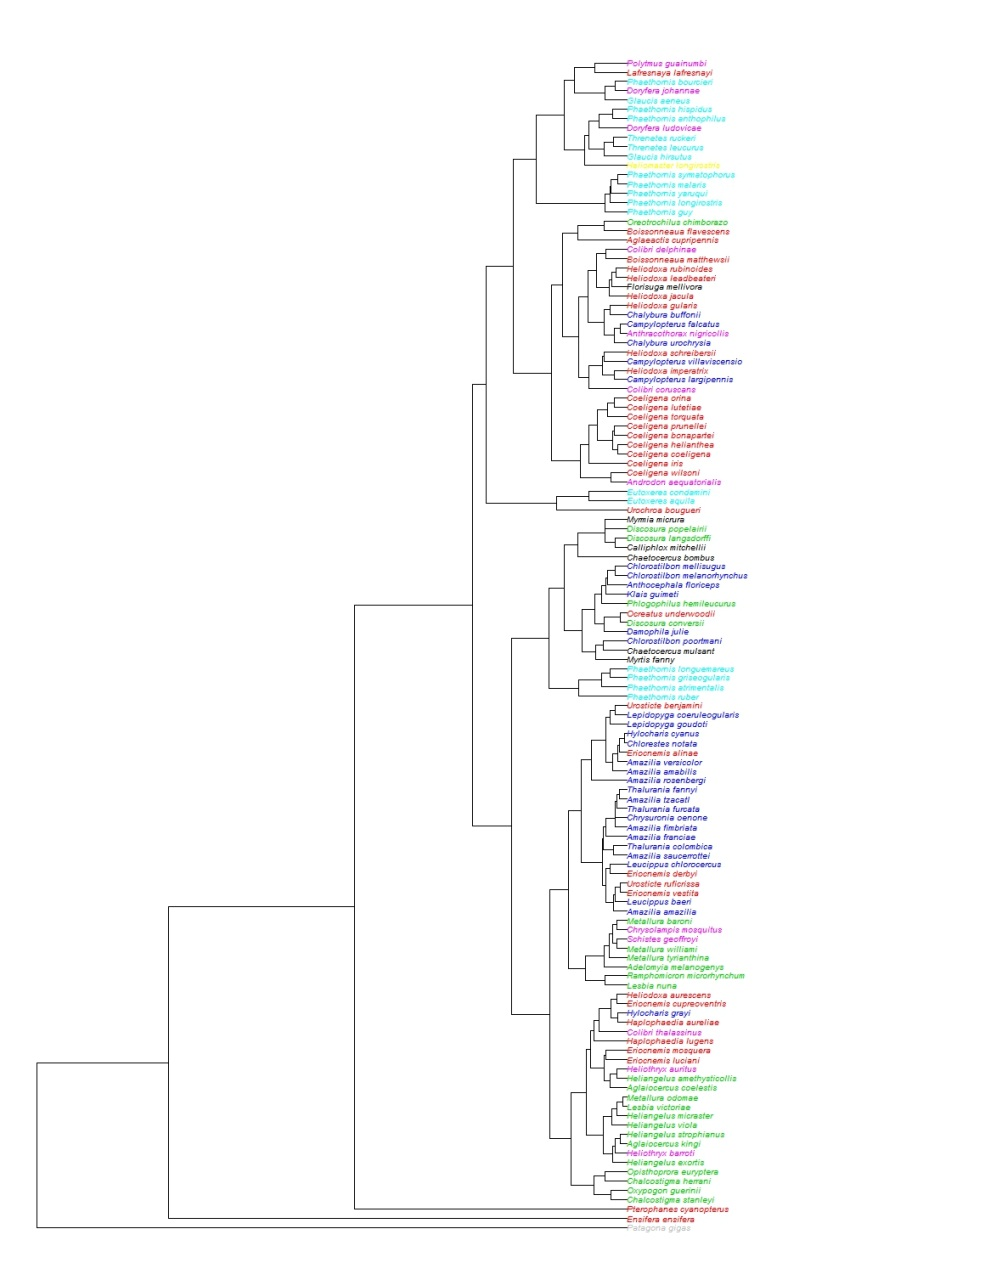 Polytmus guainumbi
Lafresnaya lafresnayi
Phaethornis bourcieri
Doryfera johannae
Glaucis aeneus
Phaethornis hispidus
Phaethornis anthophilus
Doryfera ludovicae
Threnetes ruckeri
Threnetes leucurus
Glaucis hirsutus
Heliomaster longirostris
Phaethornis symatophorus
Phaethornis malaris
Phaethornis yaruqui
Phaethornis longirostris
Phaethornis guy
Oreotrochilus chimborazo
Boissonneaua flavescens
Aglaeactis cupripennis
Colibri delphinae
Boissonneaua matthewsii
Heliodoxa rubinoides
Heliodoxa leadbeateri
Florisuga mellivora
Heliodoxa jacula
Heliodoxa gularis
Chalybura buffonii
Campylopterus falcatus
Anthracothorax nigricollis
Chalybura urochrysia
Heliodoxa schreibersii
Campylopterus villaviscensio
Heliodoxa imperatrix
Campylopterus largipennis
Colibri coruscans
Coeligena orina
Coeligena lutetiae
Coeligena torquata
Coeligena prunellei
Coeligena bonapartei
Coeligena helianthea
Coeligena coeligena
Coeligena iris
Coeligena wilsoni
Androdon aequatorialis
Eutoxeres condamini
Eutoxeres aquila
Urochroa bougueri
Myrmia micrura
Discosura popelairii
Discosura langsdorffi
Calliphlox mitchellii
Chaetocercus bombus
Chlorostilbon mellisugus
Chlorostilbon melanorhynchus
Anthocephala floriceps
Klais guimeti
Phlogophilus hemileucurus
Ocreatus underwoodii
Discosura conversii
Damophila julie
Chlorostilbon poortmani
Chaetocercus mulsant
Myrtis fanny
Phaethornis longuemareus
Phaethornis griseogularis
Phaethornis atrimentalis
Phaethornis ruber
Urosticte benjamini
Lepidopyga coeruleogularis
Lepidopyga goudoti
Hylocharis cyanus
Chlorestes notata
Eriocnemis alinae
Amazilia versicolor
Amazilia amabilis
Amazilia rosenbergi
Thalurania fannyi
Amazilia tzacatl
Thalurania furcata
Chrysuronia oenone
Amazilia fimbriata
Amazilia franciae
Thalurania colombica
Amazilia saucerrottei
Leucippus chlorocercus
Eriocnemis derbyi
Urosticte ruficrissa
Eriocnemis vestita
Leucippus baeri
Amazilia amazilia
Metallura baroni
Chrysolampis mosquitus
Schistes geoffroyi
Metallura williami
Metallura tyrianthina
Adelomyia melanogenys
Ramphomicron microrhynchum
Lesbia nuna
Heliodoxa aurescens
Eriocnemis cupreoventris
Hylocharis grayi
Haplophaedia aureliae
Colibri thalassinus
Haplophaedia lugens
Eriocnemis mosquera
Eriocnemis luciani
Heliothryx auritus
Heliangelus amethysticollis
Aglaiocercus coelestis
Metallura odomae
Lesbia victoriae
Heliangelus micraster
Heliangelus viola
Heliangelus strophianus
Aglaiocercus kingi
Heliothryx barroti
Heliangelus exortis
Opisthoprora euryptera
Chalcostigma herrani
Oxypogon guerinii
Chalcostigma stanleyi
Pterophanes cyanopterus
Ensifera ensifera
Patagona gigas